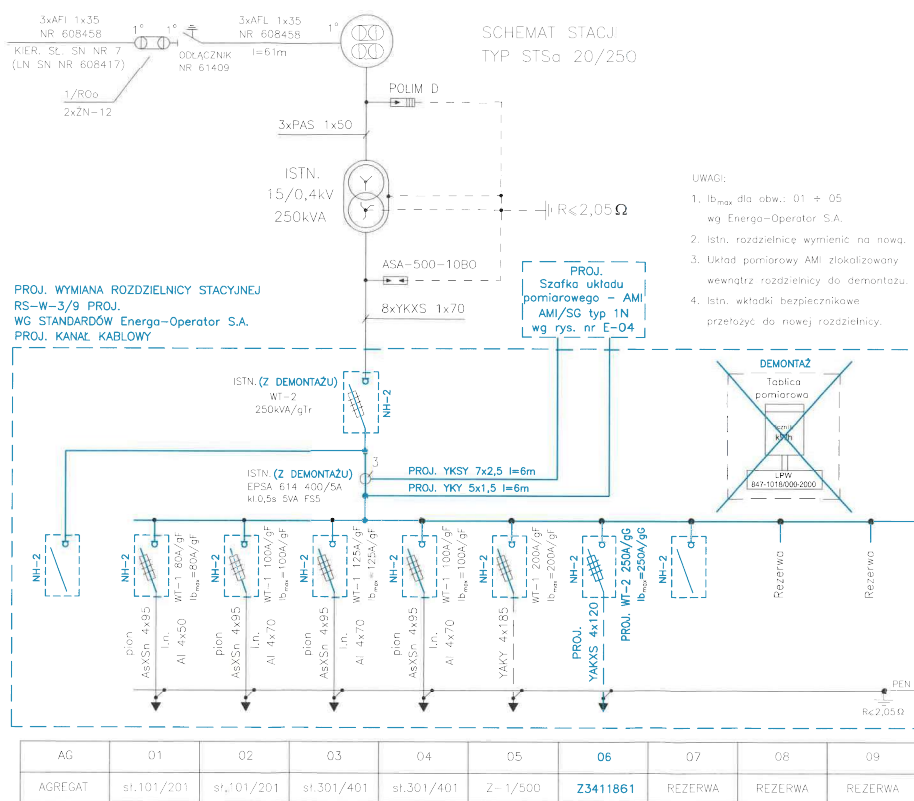 3xAFl 1x35
NR 608458
KIER. SŁ. SN NR 7
(LN SN NR 608417)
1/ROo
2xŻN-12
1°
1°
ODŁĄCZNIK
NR 61409
3xAFL 1x35
NR 608458
l=61m
1°
SCHEMAT STACJI
TYP STSa 20/250
POLIM D
3xPAS 1x50
ISTN.
15/0,4kV
250kVA
R⩽2,05Ω
ASA-500-10BO
8xYKXS 1x70
UWAGI:
1. Ibmax dla obw.: 01 ÷ 05
wg Energa-Operator S.A.
2. Istn. rozdzielnicę wymienić na nową.
3. Układ pomiarowy AMI zlokalizowany
wewnątrz rozdzielnicy do demontażu.
4. Istn. wkładki bezpiecznikowe
przełożyć do nowej rozdzielnicy.
PROJ. WYMIANA ROZDZIELNICY STACYJNEJ
RS-W-3/9 PROJ.
WG STANDARDÓW Energa-Operator S.A.
PROJ. KANAŁ KABLOWY
PROJ.
Szafka układu
pomiarowego - AMI
AMI/SG typ 1N
wg rys. nr E-04
ISTN. (Z DEMONTAŻU)
WT-2
250kVA/gTr
NH-2
DEMONTAŻ
Tablica
pomiarowa
kWh
LPW
847-1018/000-2000
ISTN. (Z DEMONTAŻU)
EPSA 614 400/5A
kl.0,5s 5VA FS5
PROJ. YKSY 7x2,5 l=6m
PROJ. YKY 5x1,5 l=6m
NH-2
NH-2
WT-1 80A/gF
Ibmax=80A/gF
pion
AsXSn 4x95
l.n.
Al 4x50
NH-2
WT-1 100A/gF
Ibmax=100A/gF
pion
AsXSn 4x95
l.n.
Al 4x70
NH-2
WT-1 125A/gF
Ibmax=125A/gF
pion
AsXSn 4x95
l.n.
Al 4x70
NH-2
WT-1 100A/gF
Ibmax=100A/gF
pion
AsXSn 4x95
l.n.
Al 4x70
NH-2
WT-1 200A/gF
Ibmax=200A/gF
YAKY 4x185
NH-2
PROJ. WT-2 250A/gG
Ibmax=250A/gG
PROJ.
YAKXS 4x120
NH-2
Rezerwa
Rezerwa
PEN
R⩽2,05Ω
AG 01 02 03 04 05 06 07 08 09
AGREGAT st.101/201 st.101/201 st.301/401 st.301/401 Z-1/500 Z3411861 REZERWA REZERWA REZERWA